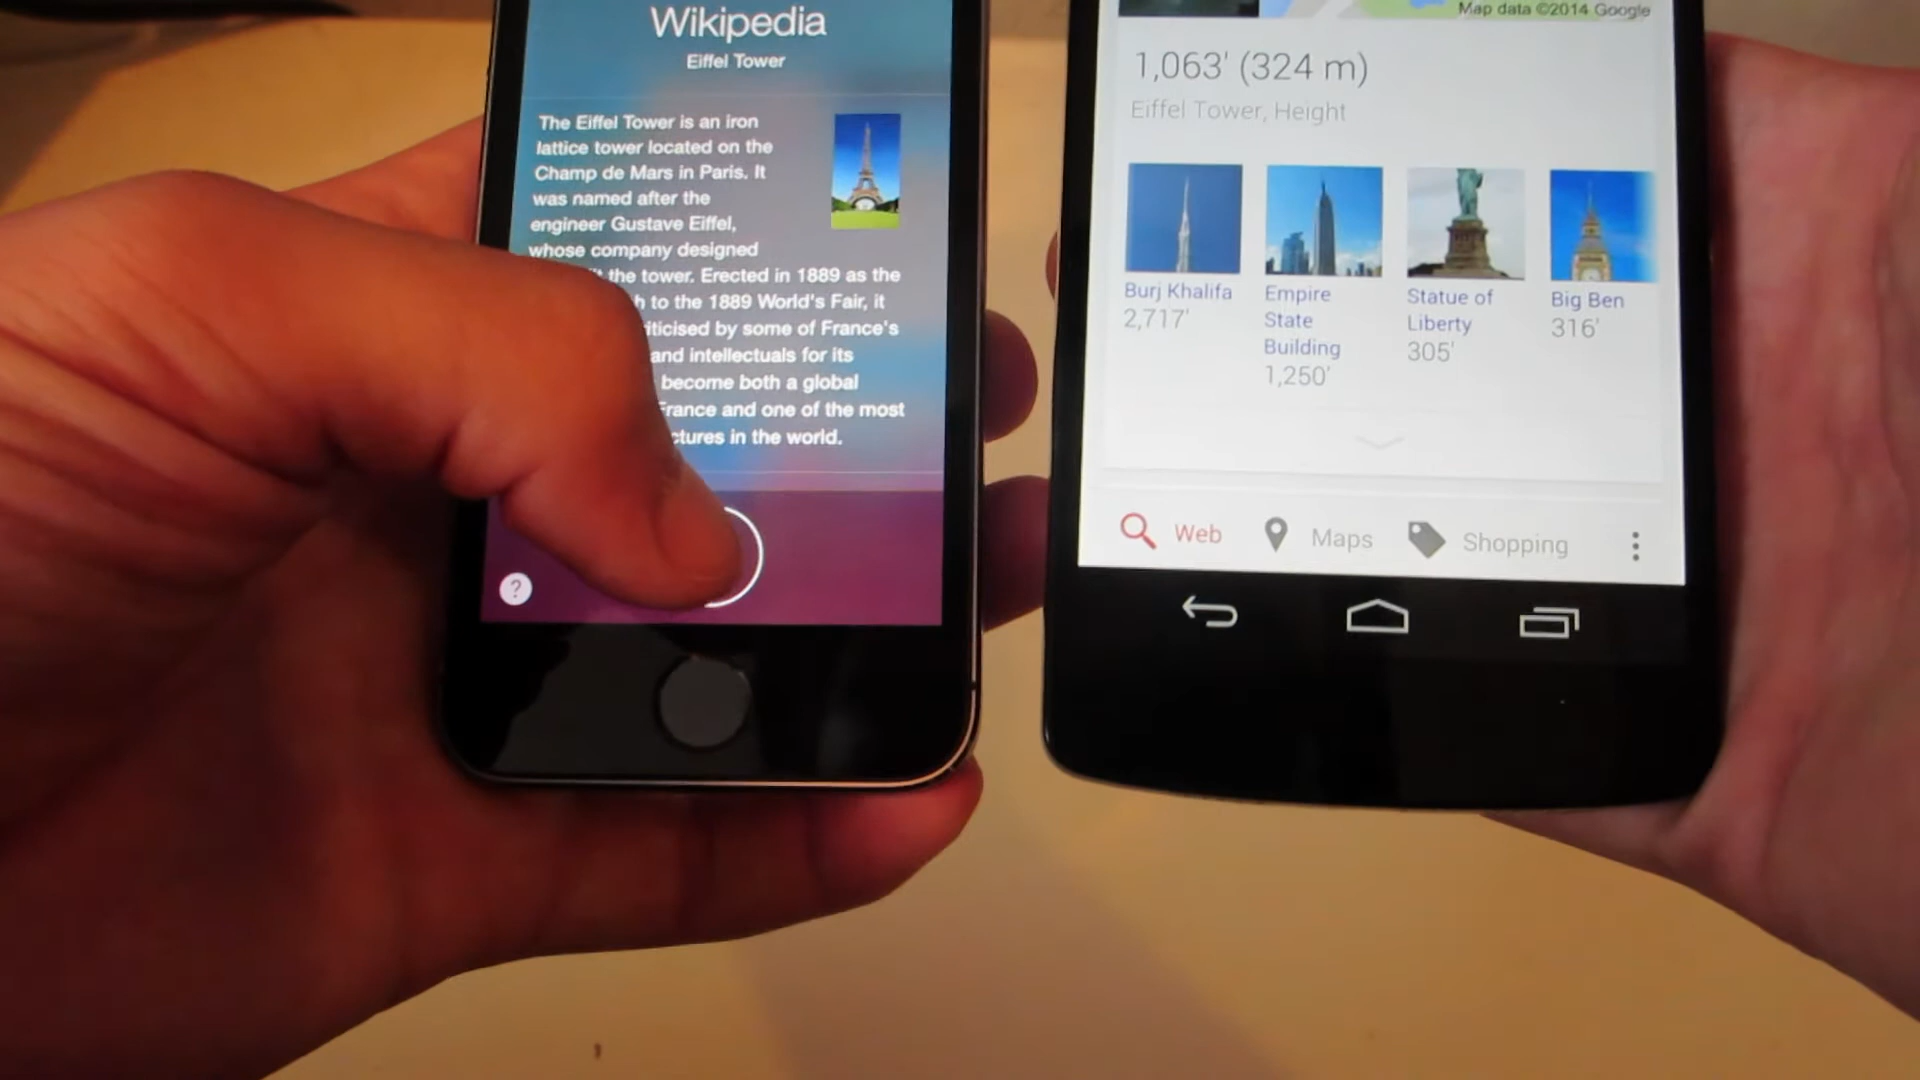 Wikipedia
Eiffel Tower
The Eiffel Tower is an iron
lattice tower located on the
Champ de Mars in Paris. It
was named after the
engineer Gustave Eiffel,
whose company designed
the tower. Erected in 1889 as the
to the 1889 World's Fair, it
by some of France's
and intellectuals for its
become both a global
France and one of the most
in the world.
?
Map data ©2014 Google
1,063' (324 m)
Eiffel Tower, Height
Burj Khalifa
2,717'
Empire
State
Building
1,250'
Statue of
Liberty
305'
Big Ben
316'
Web
Maps
Shopping